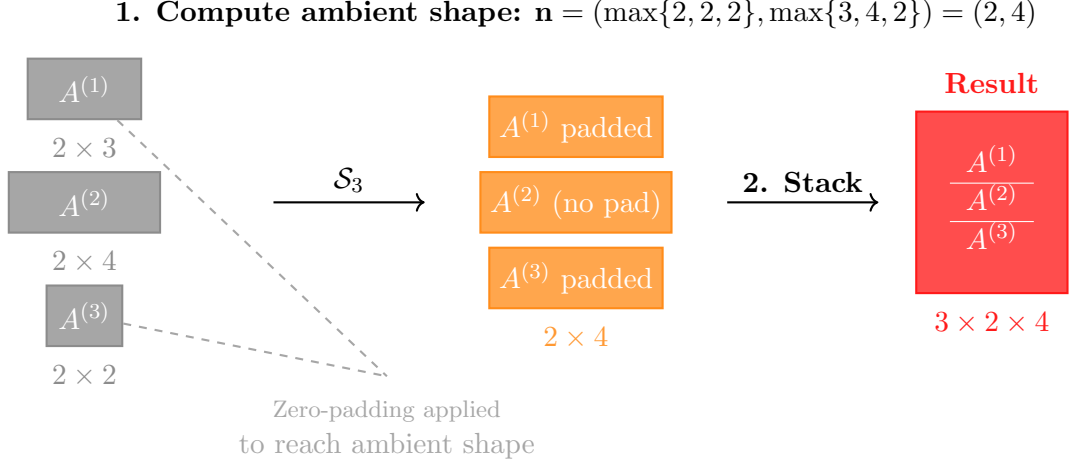 1. Compute ambient shape: n = (max{2, 2, 2}, max{3, 4, 2}) = (2, 4)
A^{(1)}
2 × 3
A^{(2)}
2 × 4
A^{(3)}
2 × 2
Zero-padding applied
to reach ambient shape
𝒮_3
A^{(1)} padded
A^{(2)} (no pad)
A^{(3)} padded
2 × 4
2. Stack
Result
A^{(1)}
A^{(2)}
A^{(3)}
3 × 2 × 4